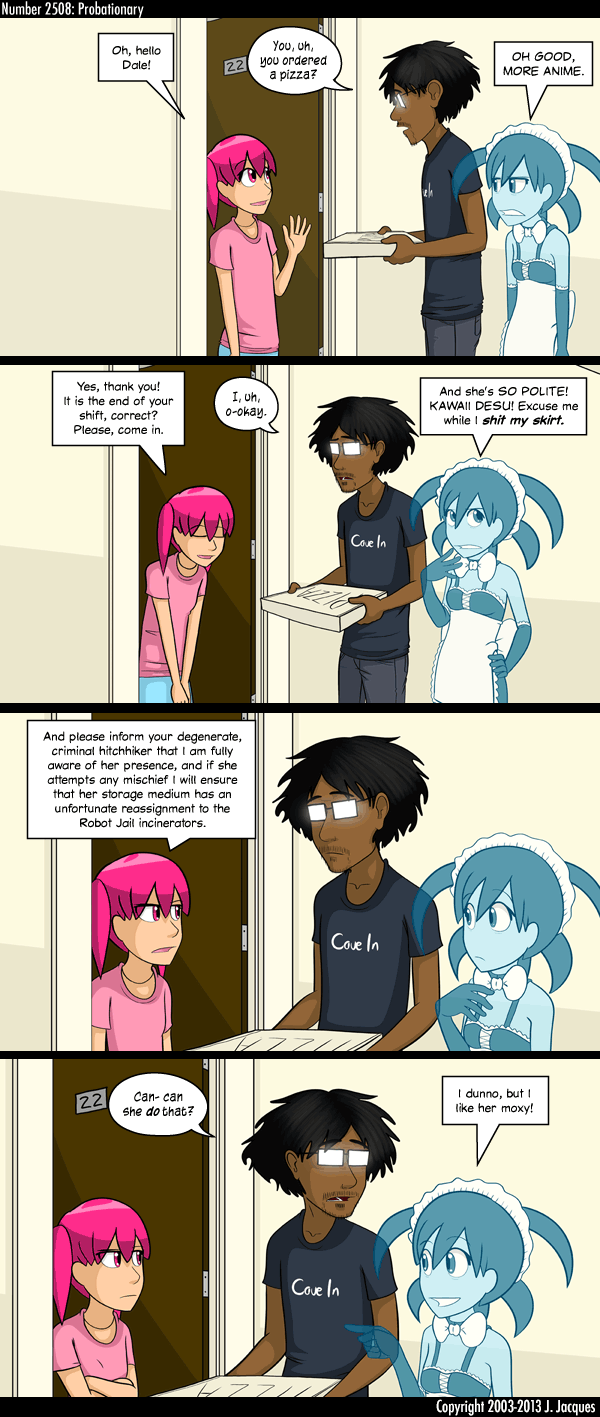 Number 2508: Probationary
Oh, hello
Dale!
22
You, uh,
you ordered
a pizza?
OH GOOD,
MORE ANIME.
Cove In
Yes, thank you!
It is the end of your
shift, correct?
Please, come in.
I, uh,
o-okay.
And she's SO POLITE!
KAWAII DESU! Excuse me
while I shit my skirt.
Cove In
PIZZA
And please inform your degenerate,
criminal hitchhiker that I am fully
aware of her presence, and if she
attempts any mischief I will ensure
that her storage medium has an
unfortunate reassignment to the
Robot Jail incinerators.
Cove In
22
Can- can
she do that?
I dunno, but I
like her moxy!
Cove In
Copyright 2003-2013 J. Jacques